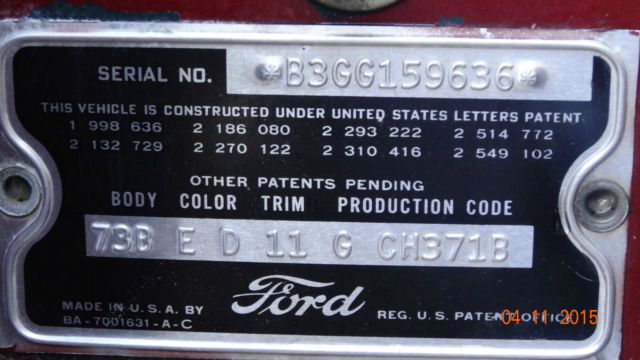 SERIAL NO. *B3GG159636*
THIS VEHICLE IS CONSTRUCTED UNDER UNITED STATES LETTERS PATENT
1 998 636 2 186 080 2 293 222 2 514 772
2 132 729 2 270 122 2 310 416 2 549 102
OTHER PATENTS PENDING
BODY COLOR TRIM PRODUCTION CODE
73B E D 11 G CH371B
MADE IN U.S.A. BY Ford REG. U.S. PATENT OFFICE
BA-7001631-A-C
04 11 2015